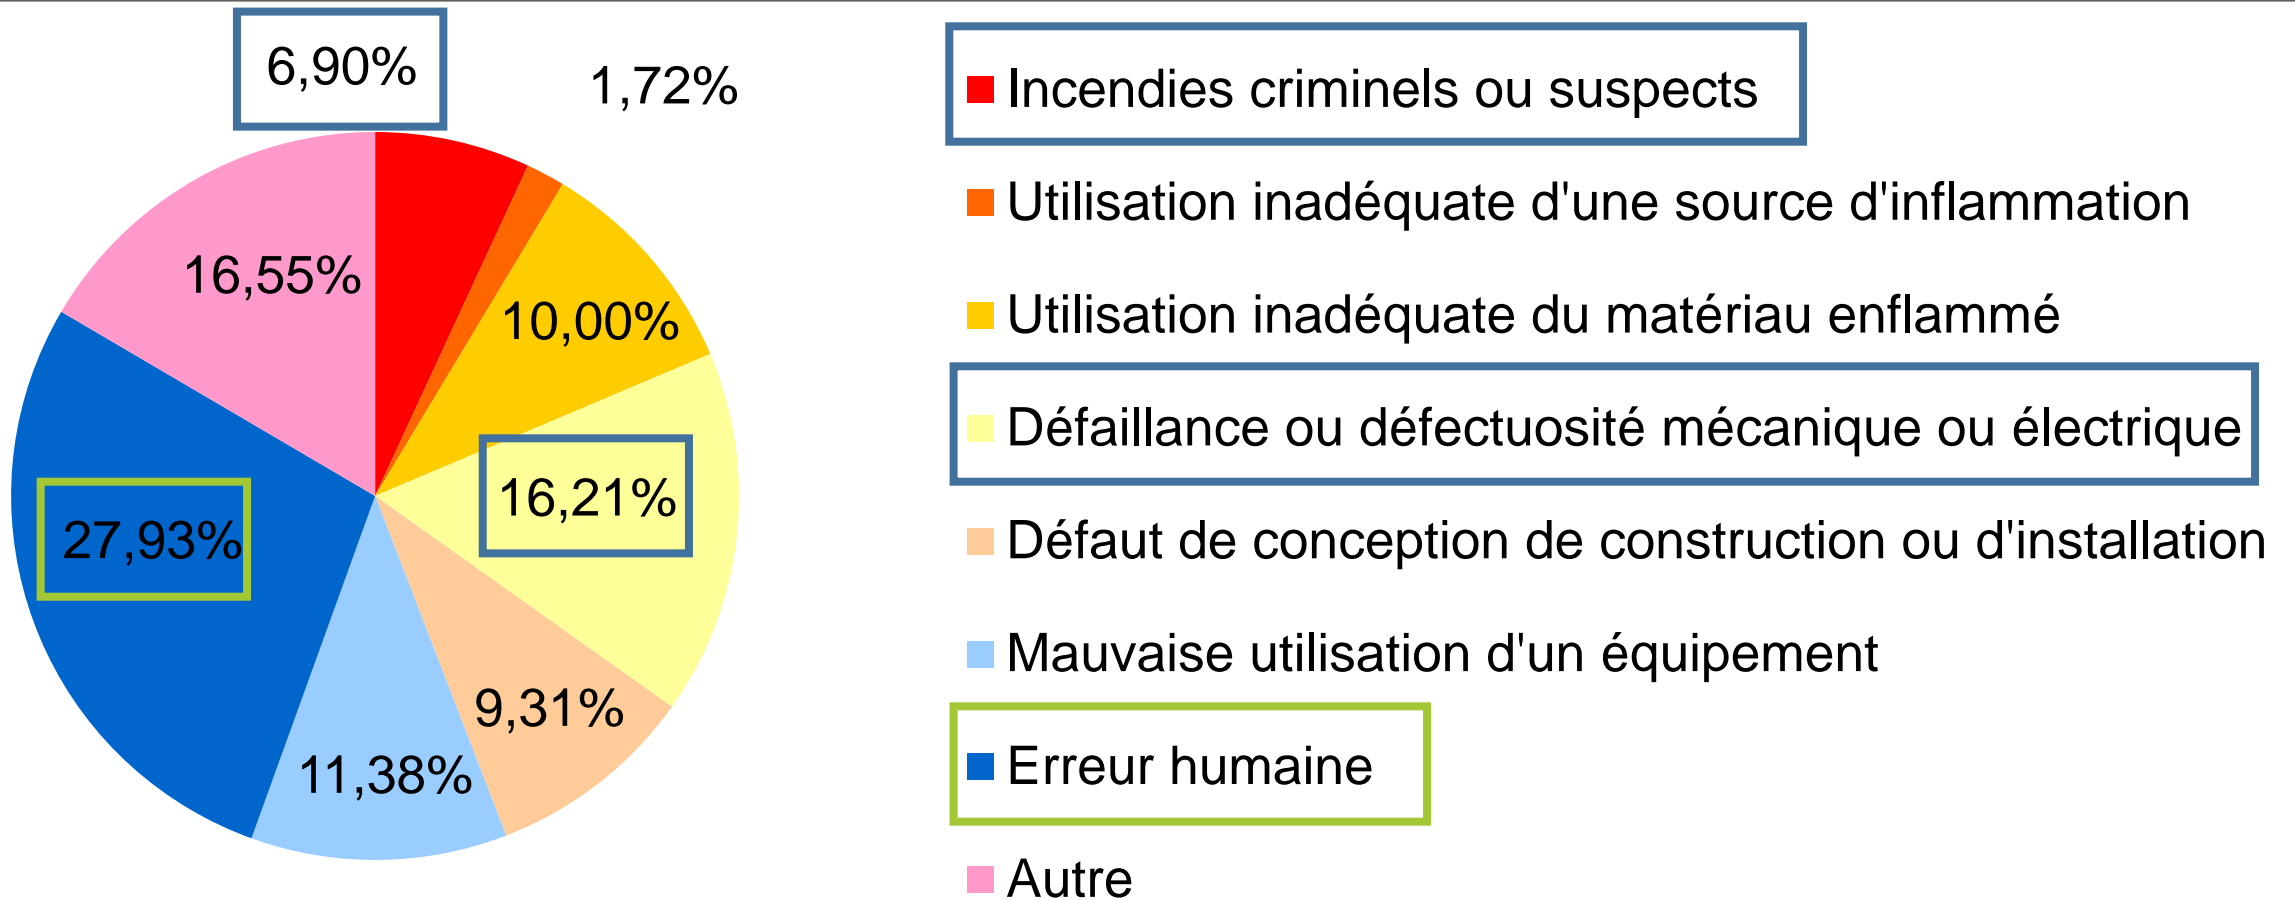 6,90%
1,72%
16,55%
10,00%
16,21%
27,93%
9,31%
11,38%
Incendies criminels ou suspects
Utilisation inadéquate d'une source d'inflammation
Utilisation inadéquate du matériau enflammé
Défaillance ou défectuosité mécanique ou électrique
Défaut de conception de construction ou d'installation
Mauvaise utilisation d'un équipement
Erreur humaine
Autre